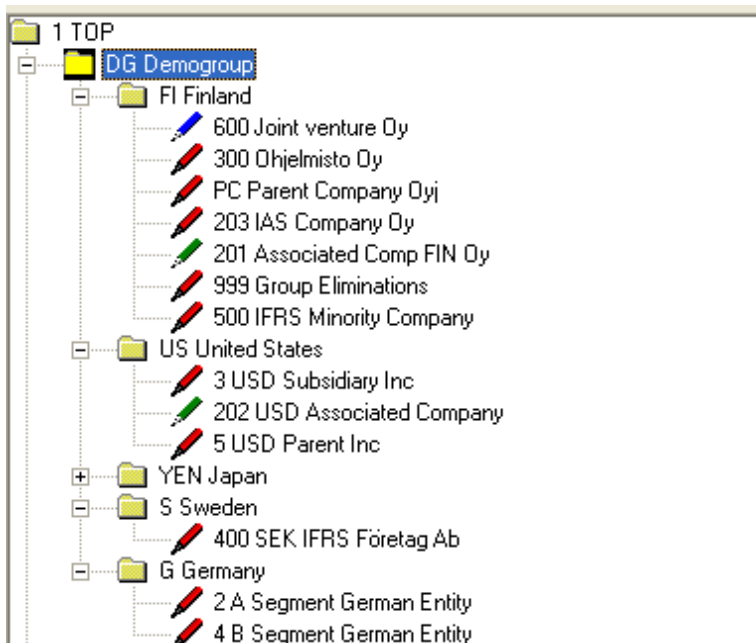 1 TOP
DG Demogroup
FI Finland
600 Joint venture Oy
300 Ohjelmisto Oy
PC Parent Company Oyj
203 IAS Company Oy
201 Associated Comp FIN Oy
999 Group Eliminations
500 IFRS Minority Company
US United States
3 USD Subsidiary Inc
202 USD Associated Company
5 USD Parent Inc
YEN Japan
S Sweden
400 SEK IFRS Företag Ab
G Germany
2 A Segment German Entity
4 B Segment German Entity